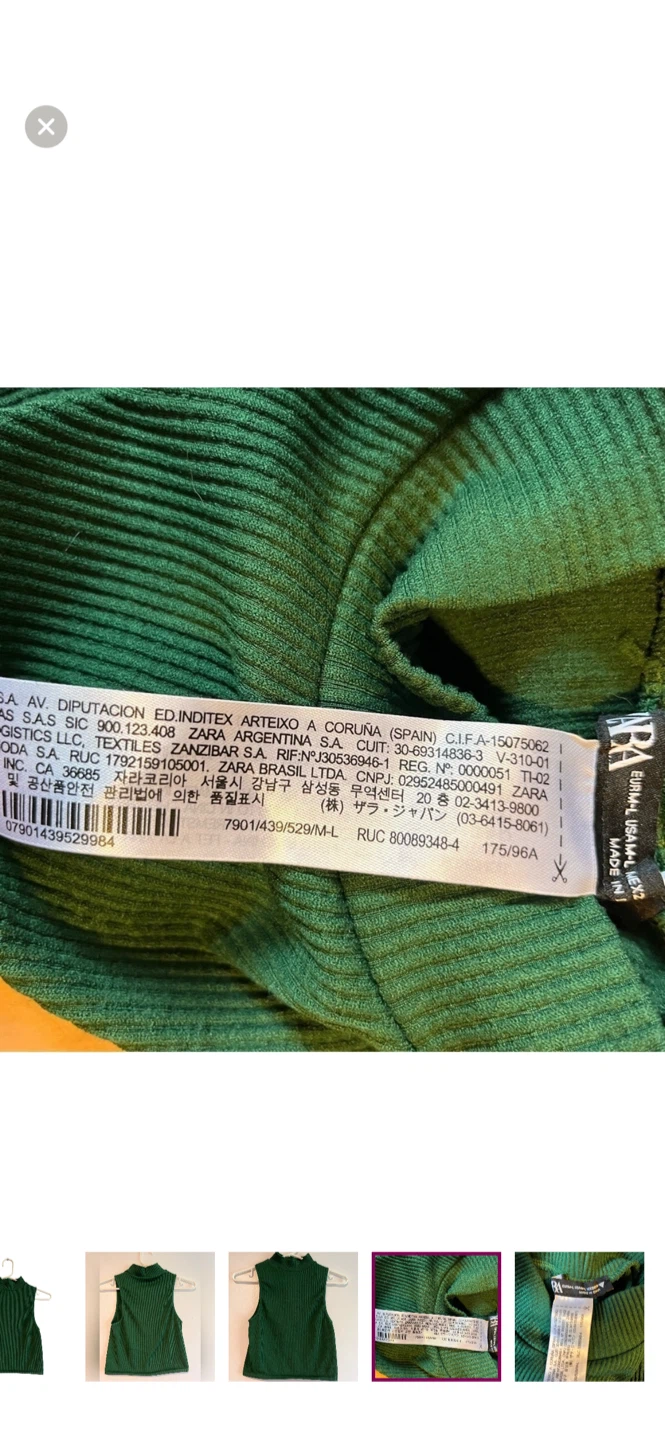 S.A. AV. DIPUTACION ED.INDITEX ARTEIXO A CORUÑA (SPAIN) C.I.F.A-15075062
AS S.A.S SIC 900.123.408 ZARA ARGENTINA S.A. CUIT: 30-69314836-3 V-310-01
GISTICS LLC, TEXTILES ZANZIBAR S.A. RIF:NºJ30536946-1 REG. Nº: 0000051 TI-02
ODA S.A. RUC 1792159105001. ZARA BRASIL LTDA. CNPJ: 02952485000491 ZARA
INC. CA 36685 자라코리아 서울시 강남구 삼성동 무역센터 20 층 02-3413-9800
및 공산품안전 관리법에 의한 품질표시 (株) ザラ・ジャパン (03-6415-8061)
07901439529984
7901/439/529/M-L RUC 80089348-4 175/96A
ARA
EUR M-L USA M-L MEX
MADE IN